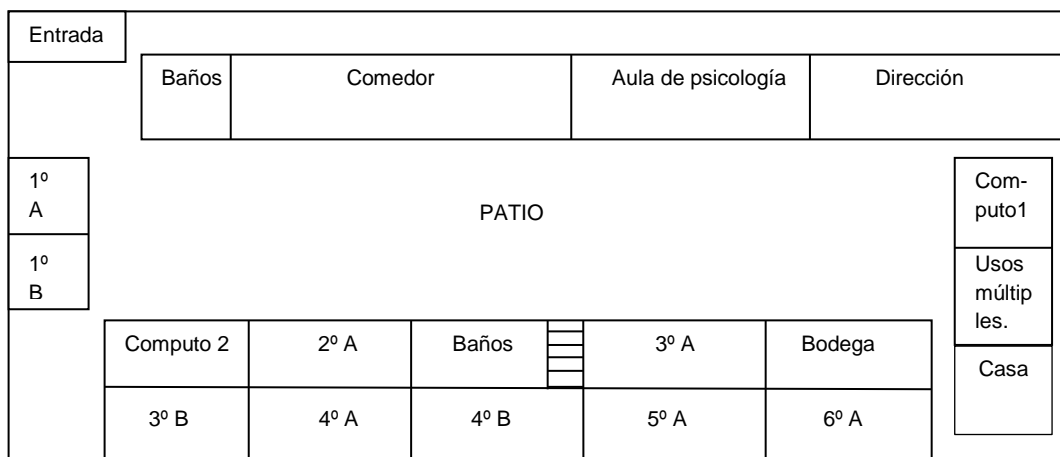 Entrada
Baños Comedor Aula de psicología Dirección
1º
A
PATIO
Com-
puto1
1º
B
Usos
múltip
les.
Computo 2 2º A Baños 3º A Bodega
Casa
3º B 4º A 4º B 5º A 6º A